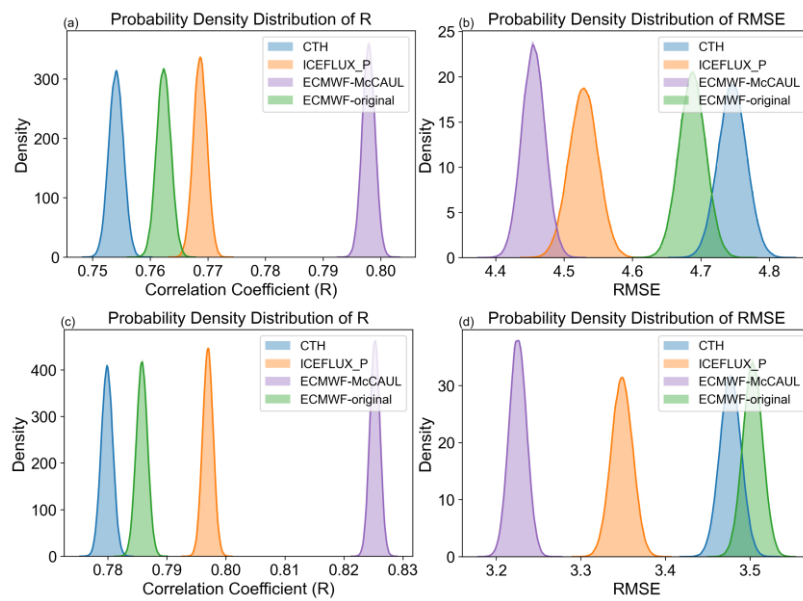 (a)
Probability Density Distribution of R
CTH
ICEFLUX_P
ECMWF-McCAUL
ECMWF-original
Density
300
200
100
0
0.75
0.76
0.77
0.78
0.79
0.80
Correlation Coefficient (R)
(b)
Probability Density Distribution of RMSE
CTH
ICEFLUX_P
ECMWF-McCAUL
ECMWF-original
Density
25
20
15
10
5
0
4.4
4.5
4.6
4.7
4.8
RMSE
(c)
Probability Density Distribution of R
CTH
ICEFLUX_P
ECMWF-McCAUL
ECMWF-original
Density
400
300
200
100
0
0.78
0.79
0.80
0.81
0.82
0.83
Correlation Coefficient (R)
(d)
Probability Density Distribution of RMSE
CTH
ICEFLUX_P
ECMWF-McCAUL
ECMWF-original
Density
30
20
10
0
3.2
3.3
3.4
3.5
RMSE